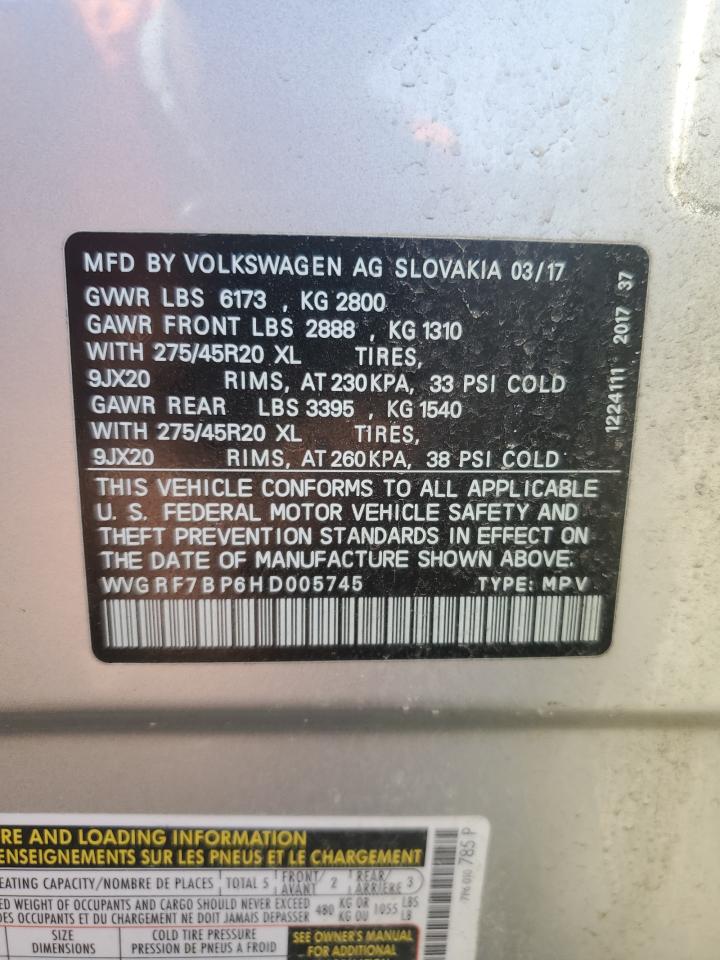 MFD BY VOLKSWAGEN AG SLOVAKIA 03/17
GVWR LBS 6173 , KG 2800
GAWR FRONT LBS 2888 , KG 1310
WITH 275/45R20 XL TIRES,
9JX20 RIMS, AT 230 KPA, 33 PSI COLD
GAWR REAR LBS 3395 , KG 1540
WITH 275/45R20 XL TIRES,
9JX20 RIMS, AT 260 KPA, 38 PSI COLD
THIS VEHICLE CONFORMS TO ALL APPLICABLE
U. S. FEDERAL MOTOR VEHICLE SAFETY AND
THEFT PREVENTION STANDARDS IN EFFECT ON
THE DATE OF MANUFACTURE SHOWN ABOVE.
WVGRF7BP6HD005745 TYPE: MPV
1224111 2017 37
RE AND LOADING INFORMATION
ENSEIGNEMENTS SUR LES PNEUS ET LE CHARGEMENT
EATING CAPACITY/NOMBRE DE PLACES TOTAL 5 FRONT/AVANT 2 REAR/ARRIÈRE 3
ED WEIGHT OF OCCUPANTS AND CARGO SHOULD NEVER EXCEED 480 KG OR 1055 LBS
DES OCCUPANTS ET DU CHARGEMENT NE DOIT JAMAIS DEPASSER KG OU LB
SIZE COLD TIRE PRESSURE SEE OWNER'S MANUAL
DIMENSIONS PRESSION DE PNEUS A FROID FOR ADDITIONAL
785 P